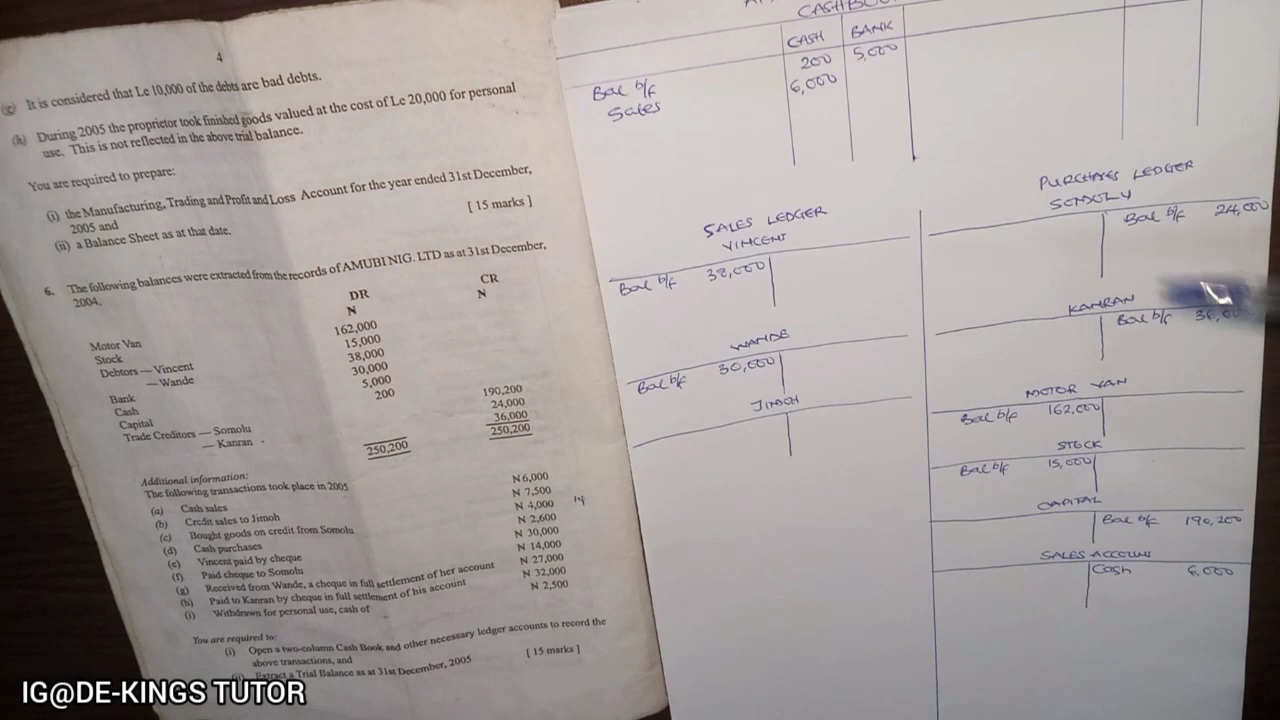 4
(g) It is considered that Le 10,000 of the debts are bad debts.
(h) During 2005 the proprietor took finished goods valued at the cost of Le 20,000 for personal
use. This is not reflected in the above trial balance.
You are required to prepare:
(i) the Manufacturing, Trading and Profit and Loss Account for the year ended 31st December,
2005 and
[ 15 marks ]
(ii) a Balance Sheet as at that date.
6. The following balances were extracted from the records of AMUBI NIG. LTD as at 31st December,
2004.
DR CR
N N
Motor Van 162,000
Stock 15,000
Debtors — Vincent 38,000
— Wande 30,000
Bank 5,000
Cash 200
Capital 190,200
Trade Creditors — Somolu 24,000
— Kanran 36,000
250,200 250,200
Additional information:
The following transactions took place in 2005
(a) Cash sales N6,000
(b) Credit sales to Jimoh N 7,500
(c) Bought goods on credit from Somolu N 4,000 14
(d) Cash purchases N 2,600
(e) Vincent paid by cheque N 30,000
(f) Paid cheque to Somolu N 14,000
(g) Received from Wande, a cheque in full settlement of her account N 27,000
(h) Paid to Kanran by cheque in full settlement of his account N 32,000
(i) Withdrawn for personal use, cash of N 2,500
You are required to:
(i) Open a two-column Cash Book and other necessary ledger accounts to record the
above transactions, and
[ 15 marks ]
Extract a Trial Balance as at 31st December, 2005
CASH BANK
Bal b/f 200 5,000
Sales 6,000
SALES LEDGER
VINCENT
Bal b/f 38,000
WANDE
Bal b/f 30,000
JIMOH
PURCHASES LEDGER
SOMOLU
Bal b/f 24,000
KANRAN
Bal b/f
MOTOR VAN
Bal b/f 162,000
STOCK
Bal b/f 15,000
CAPITAL
Bal b/f 190,200
SALES ACCOUNT
Cash 6,000
IG@DE-KINGS TUTOR